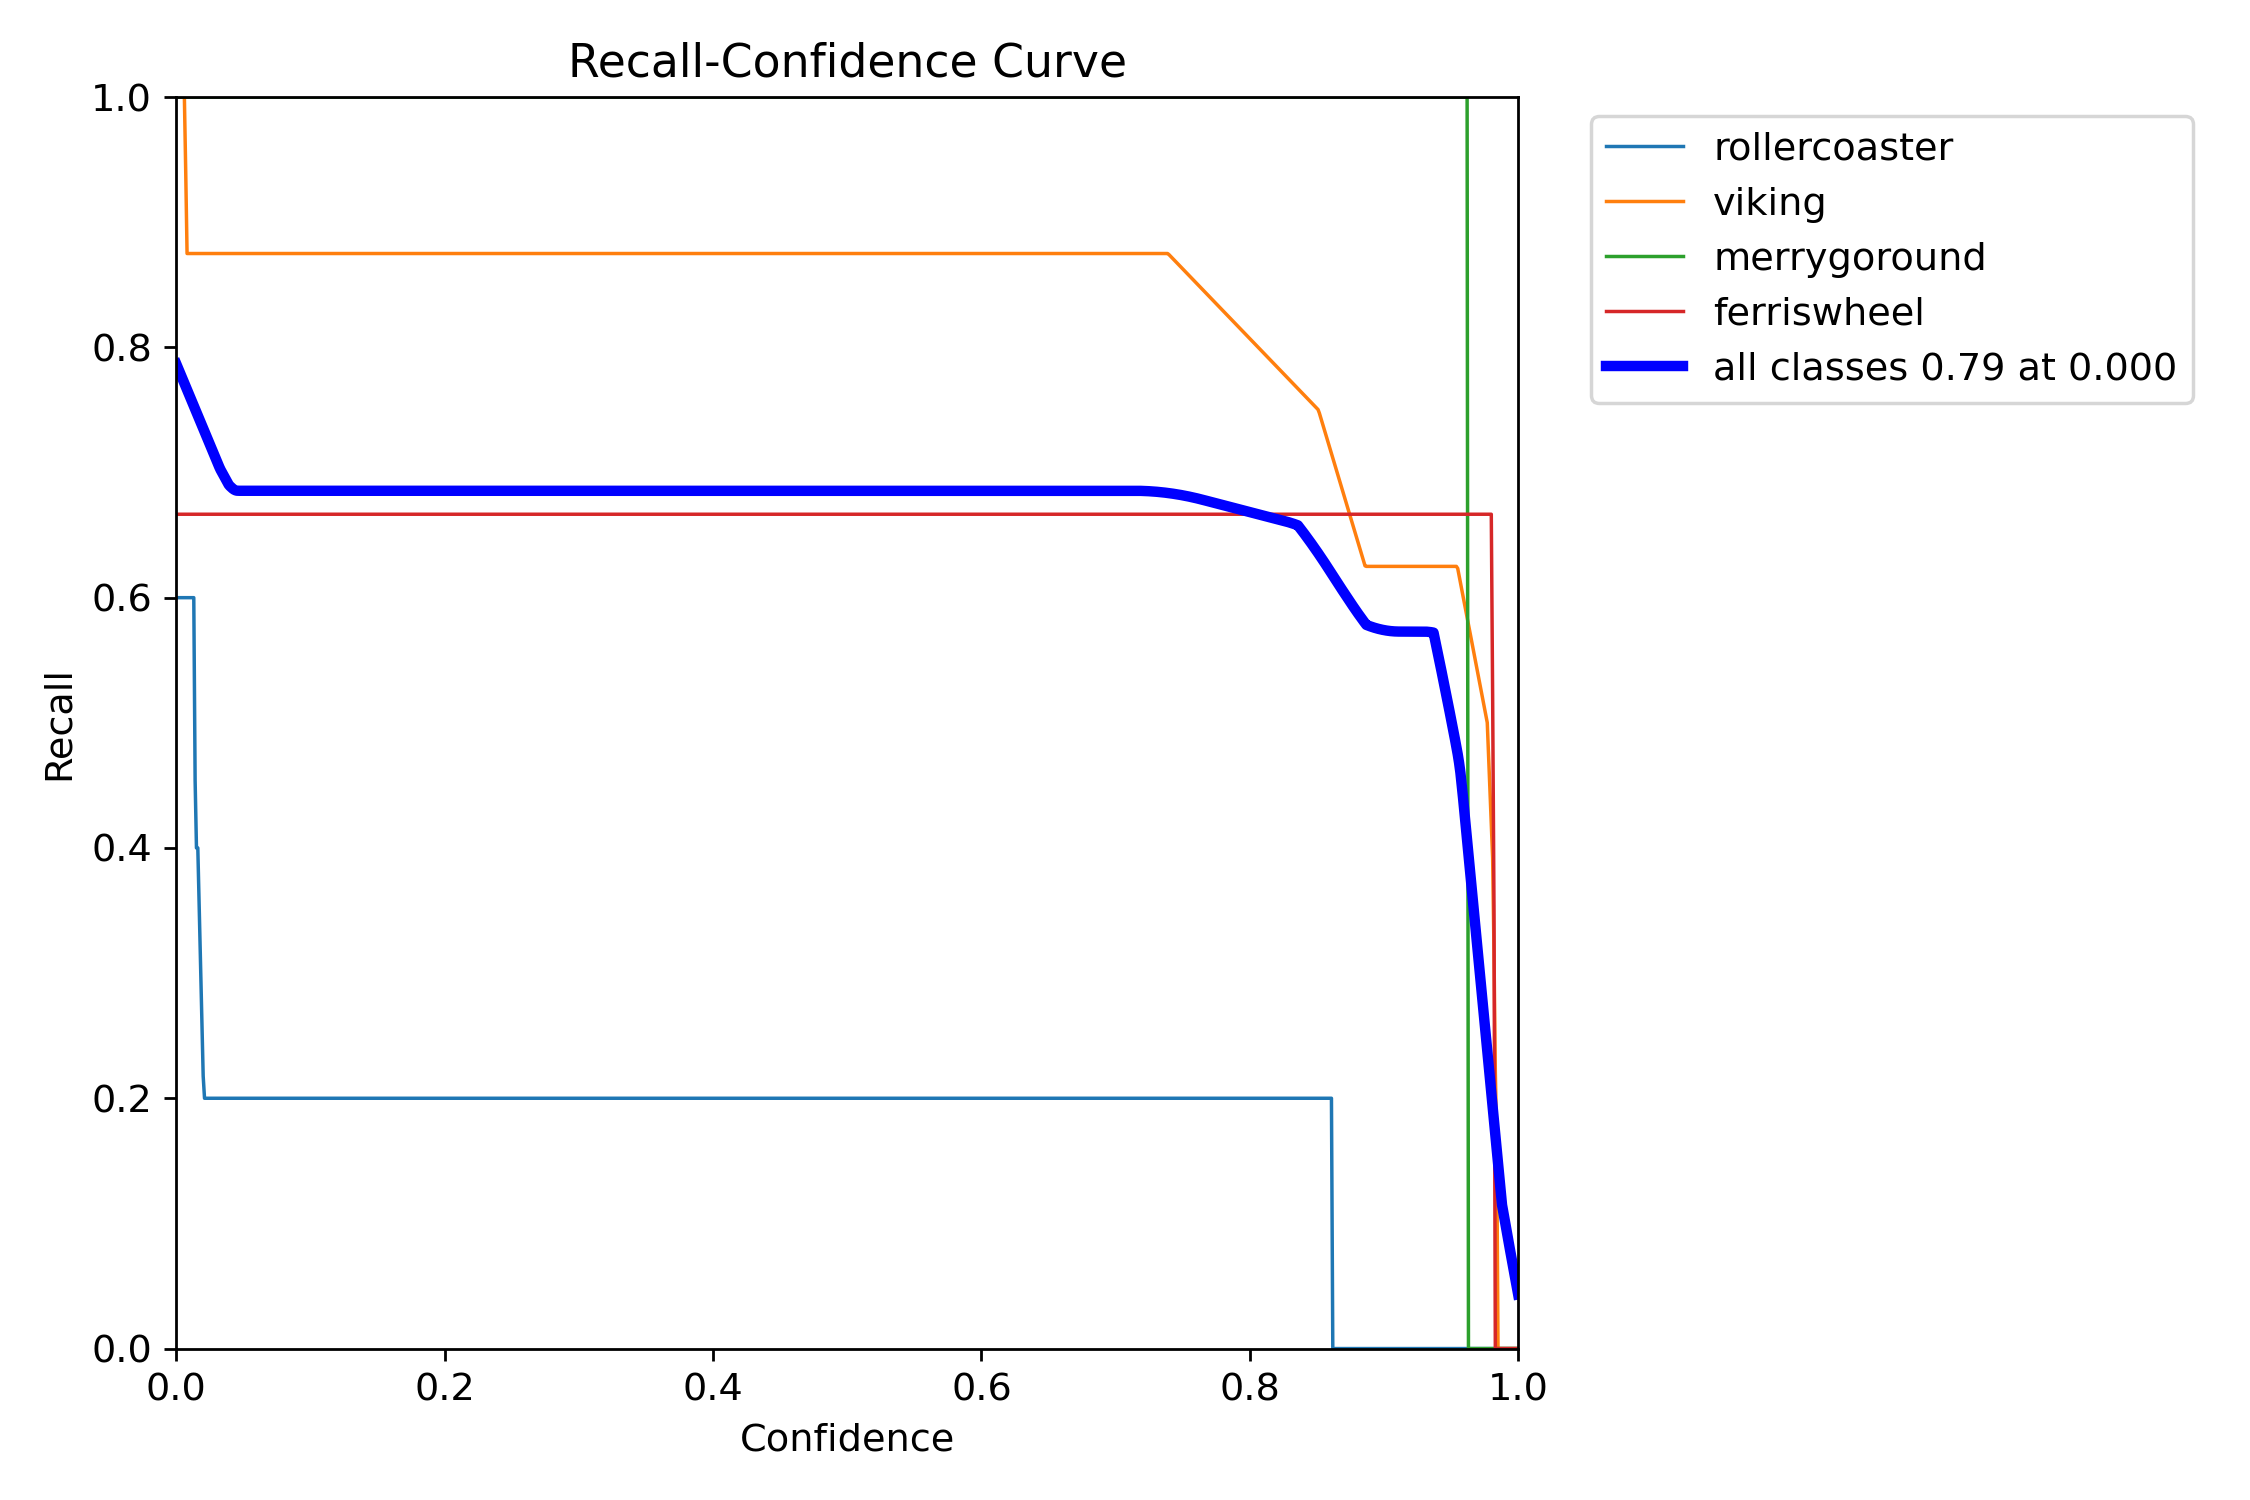 Recall-Confidence Curve
1.0
0.8
0.6
0.4
0.2
0.0
Recall
0.0 0.2 0.4 0.6 0.8 1.0
Confidence
rollercoaster
viking
merrygoround
ferriswheel
all classes 0.79 at 0.000